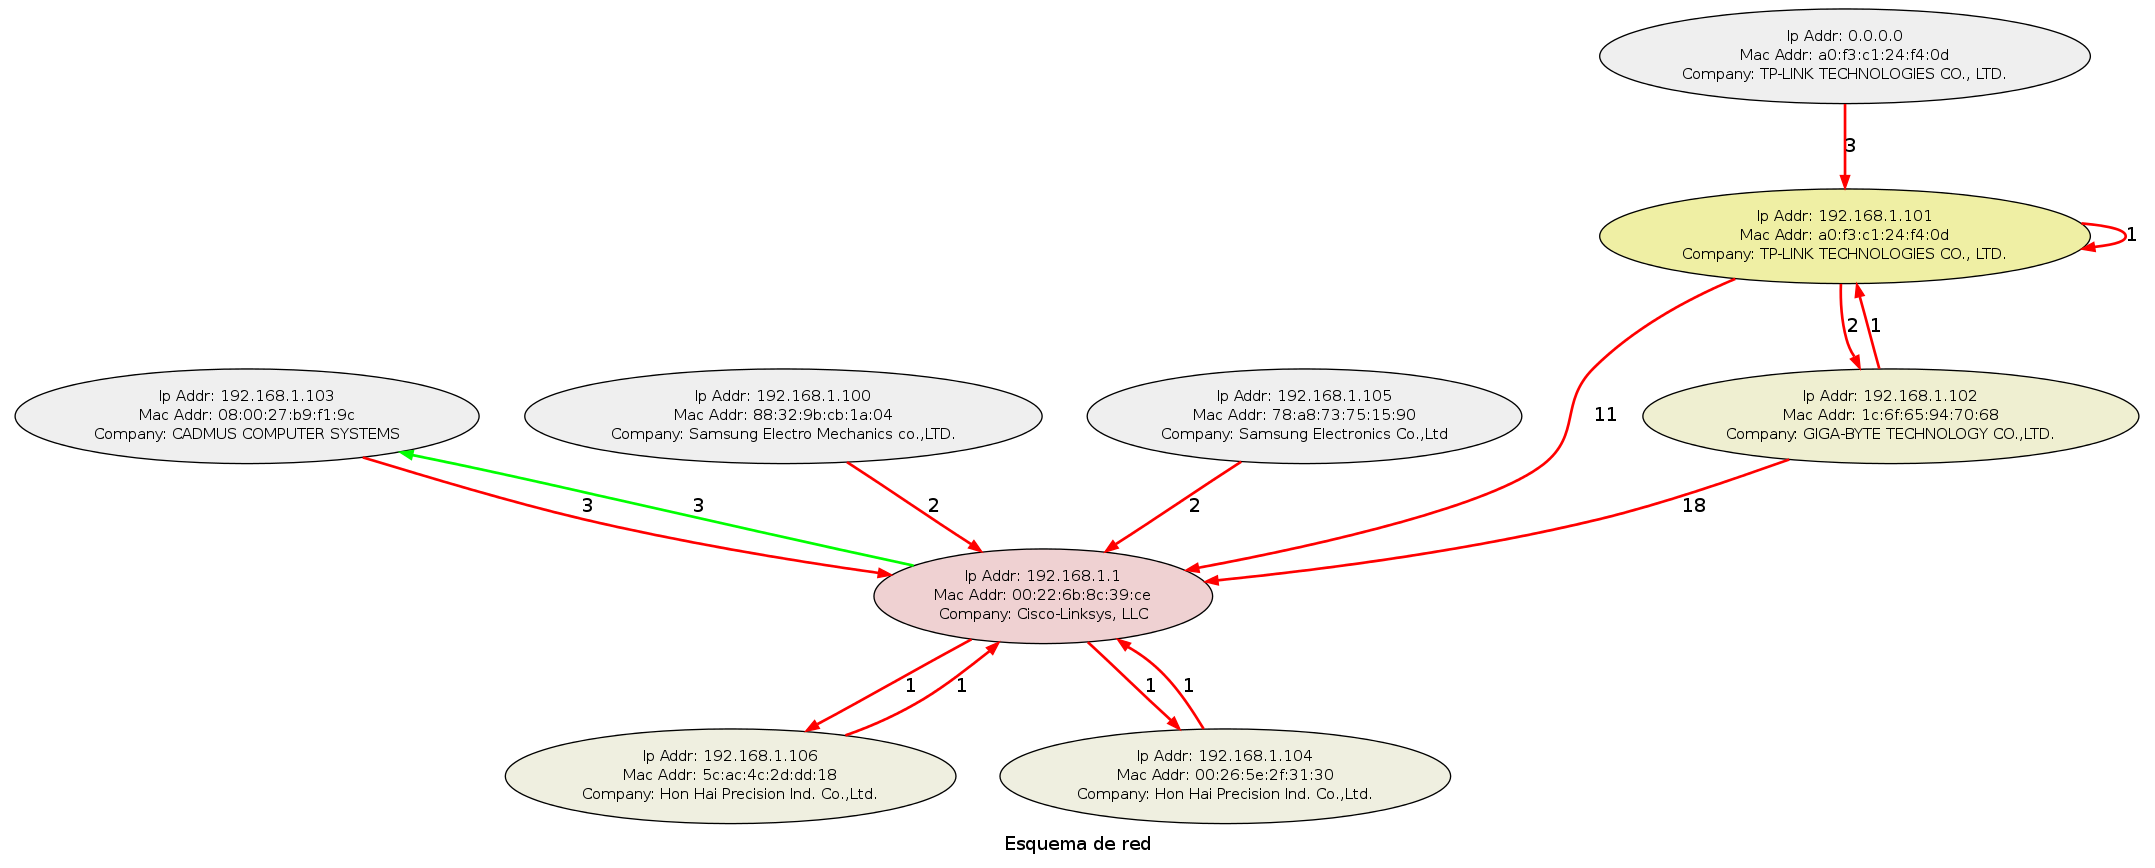 Ip Addr: 0.0.0.0
Mac Addr: a0:f3:c1:24:f4:0d
Company: TP-LINK TECHNOLOGIES CO., LTD.
3
Ip Addr: 192.168.1.101
Mac Addr: a0:f3:c1:24:f4:0d
Company: TP-LINK TECHNOLOGIES CO., LTD.
1
2
1
Ip Addr: 192.168.1.103
Mac Addr: 08:00:27:b9:f1:9c
Company: CADMUS COMPUTER SYSTEMS
Ip Addr: 192.168.1.100
Mac Addr: 88:32:9b:cb:1a:04
Company: Samsung Electro Mechanics co.,LTD.
Ip Addr: 192.168.1.105
Mac Addr: 78:a8:73:75:15:90
Company: Samsung Electronics Co.,Ltd
11
Ip Addr: 192.168.1.102
Mac Addr: 1c:6f:65:94:70:68
Company: GIGA-BYTE TECHNOLOGY CO.,LTD.
3
3
2
2
18
Ip Addr: 192.168.1.1
Mac Addr: 00:22:6b:8c:39:ce
Company: Cisco-Linksys, LLC
1
1
1
1
Ip Addr: 192.168.1.106
Mac Addr: 5c:ac:4c:2d:dd:18
Company: Hon Hai Precision Ind. Co.,Ltd.
Ip Addr: 192.168.1.104
Mac Addr: 00:26:5e:2f:31:30
Company: Hon Hai Precision Ind. Co.,Ltd.
Esquema de red